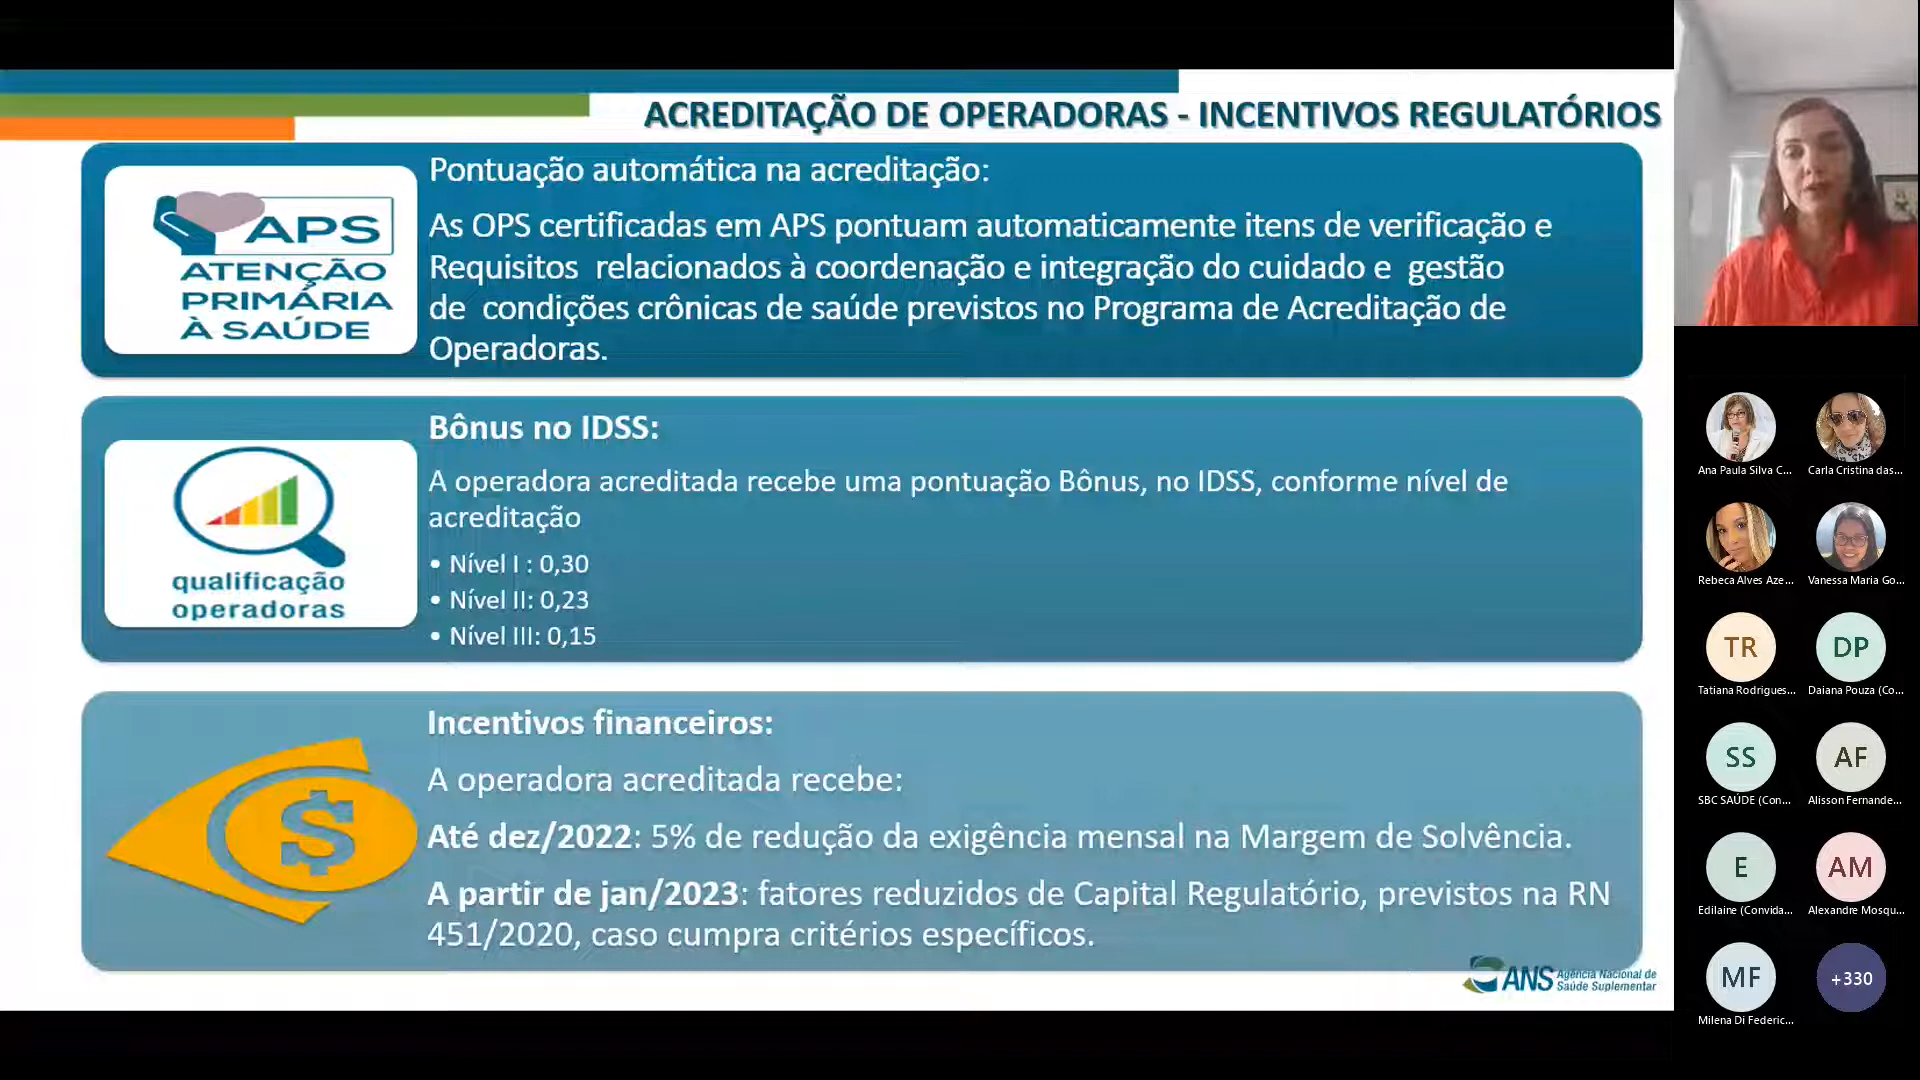 ACREDITAÇÃO DE OPERADORAS - INCENTIVOS REGULATÓRIOS
APS
ATENÇÃO
PRIMÁRIA
À SAÚDE
Pontuação automática na acreditação:
As OPS certificadas em APS pontuam automaticamente itens de verificação e
Requisitos relacionados à coordenação e integração do cuidado e gestão
de condições crônicas de saúde previstos no Programa de Acreditação de
Operadoras.
qualificação
operadoras
Bônus no IDSS:
A operadora acreditada recebe uma pontuação Bônus, no IDSS, conforme nível de
acreditação
• Nível I : 0,30
• Nível II: 0,23
• Nível III: 0,15
$
Incentivos financeiros:
A operadora acreditada recebe:
Até dez/2022: 5% de redução da exigência mensal na Margem de Solvência.
A partir de jan/2023: fatores reduzidos de Capital Regulatório, previstos na RN
451/2020, caso cumpra critérios específicos.
ANS Agência Nacional de
Saúde Suplementar
Ana Paula Silva C...
Carla Cristina das...
Rebeca Alves Aze...
Vanessa Maria Go...
TR
Tatiana Rodrigues...
DP
Daiana Pouza (Co...
SS
SBC SAÚDE (Con...
AF
Alisson Fernande...
E
Edilaine (Convida...
AM
Alexandre Mosqu...
MF
Milena Di Federic...
+330